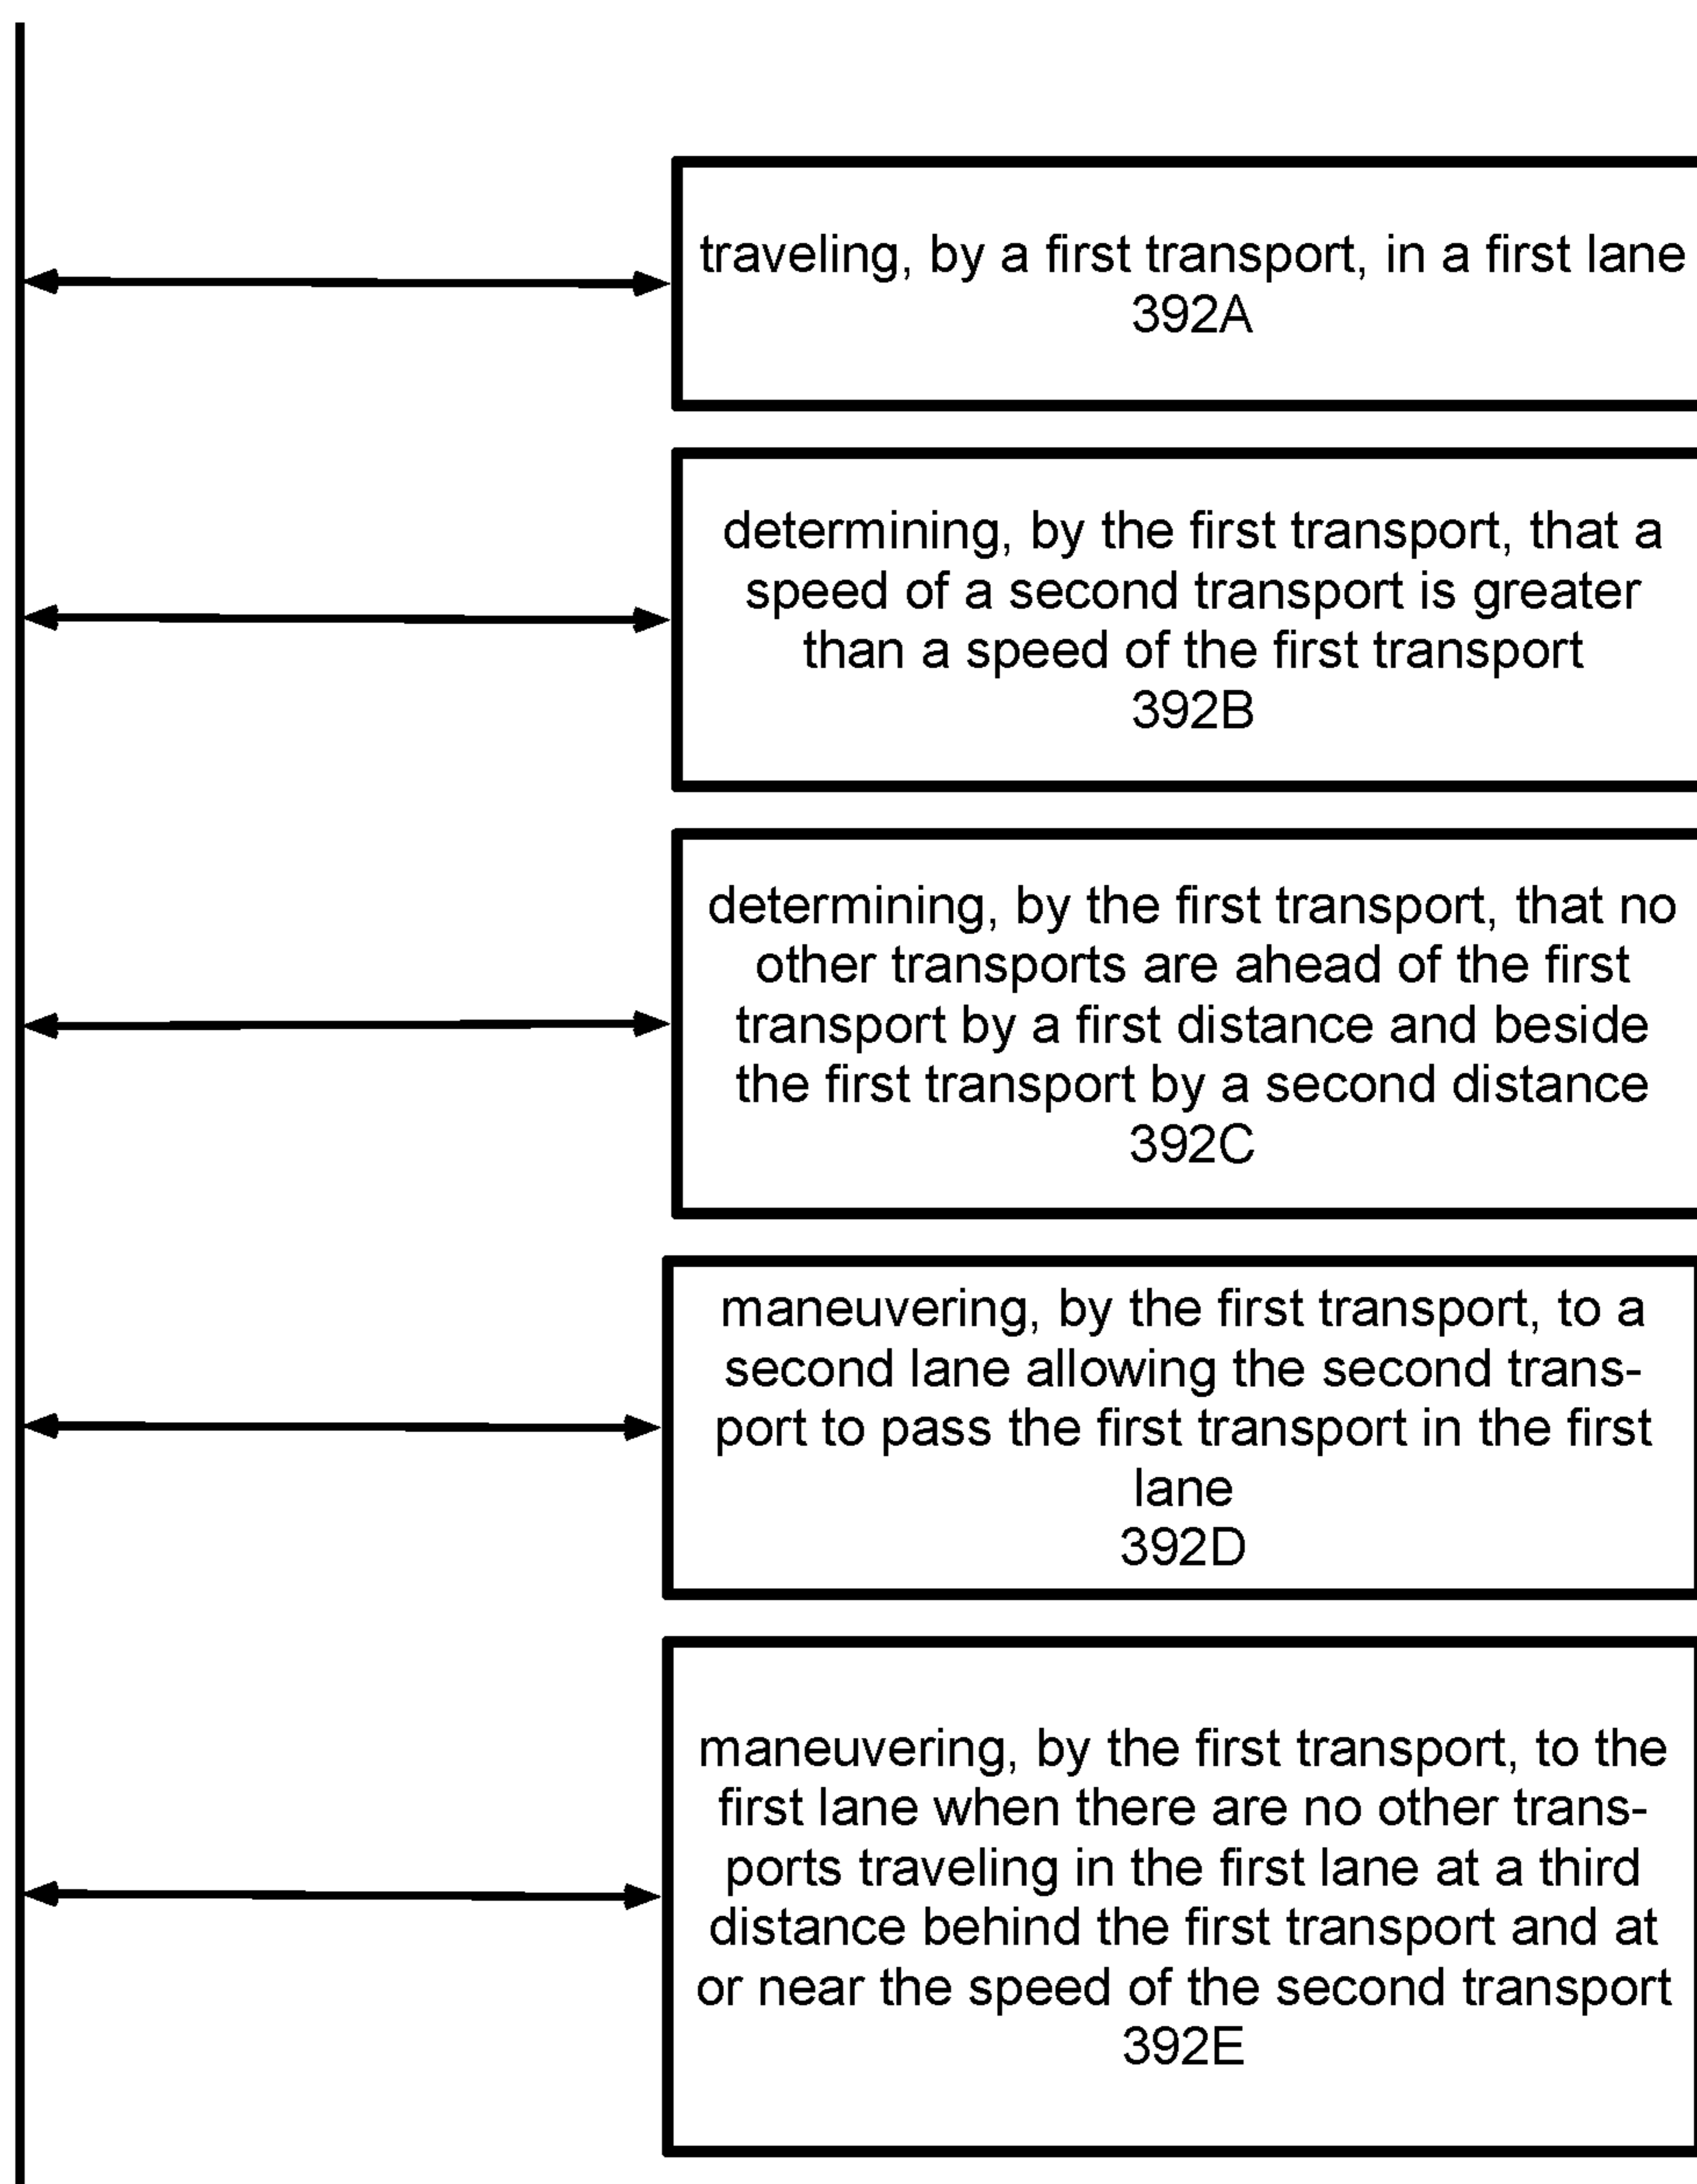 traveling, by a first transport, in a first lane
392A
determining, by the first transport, that a
speed of a second transport is greater
than a speed of the first transport
392B
determining, by the first transport, that no
other transports are ahead of the first
transport by a first distance and beside
the first transport by a second distance
392C
maneuvering, by the first transport, to a
second lane allowing the second trans-
port to pass the first transport in the first
lane
392D
maneuvering, by the first transport, to the
first lane when there are no other trans-
ports traveling in the first lane at a third
distance behind the first transport and at
or near the speed of the second transport
392E